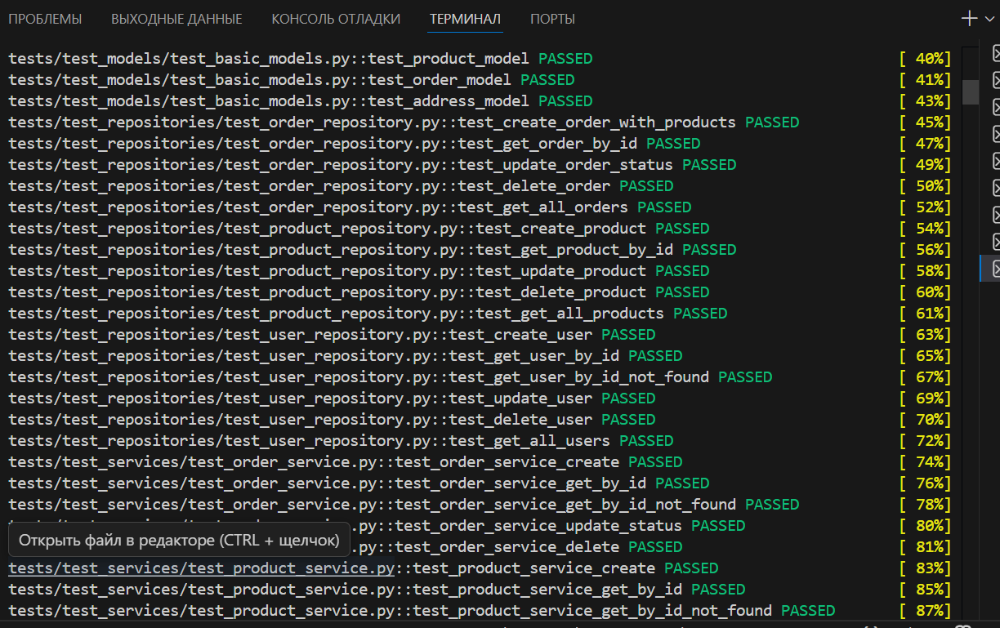 ПРОБЛЕМЫ ВЫХОДНЫЕ ДАННЫЕ КОНСОЛЬ ОТЛАДКИ ТЕРМИНАЛ ПОРТЫ
tests/test_models/test_basic_models.py::test_product_model PASSED [ 40%]
tests/test_models/test_basic_models.py::test_order_model PASSED [ 41%]
tests/test_models/test_basic_models.py::test_address_model PASSED [ 43%]
tests/test_repositories/test_order_repository.py::test_create_order_with_products PASSED [ 45%]
tests/test_repositories/test_order_repository.py::test_get_order_by_id PASSED [ 47%]
tests/test_repositories/test_order_repository.py::test_update_order_status PASSED [ 49%]
tests/test_repositories/test_order_repository.py::test_delete_order PASSED [ 50%]
tests/test_repositories/test_order_repository.py::test_get_all_orders PASSED [ 52%]
tests/test_repositories/test_product_repository.py::test_create_product PASSED [ 54%]
tests/test_repositories/test_product_repository.py::test_get_product_by_id PASSED [ 56%]
tests/test_repositories/test_product_repository.py::test_update_product PASSED [ 58%]
tests/test_repositories/test_product_repository.py::test_delete_product PASSED [ 60%]
tests/test_repositories/test_product_repository.py::test_get_all_products PASSED [ 61%]
tests/test_repositories/test_user_repository.py::test_create_user PASSED [ 63%]
tests/test_repositories/test_user_repository.py::test_get_user_by_id PASSED [ 65%]
tests/test_repositories/test_user_repository.py::test_get_user_by_id_not_found PASSED [ 67%]
tests/test_repositories/test_user_repository.py::test_update_user PASSED [ 69%]
tests/test_repositories/test_user_repository.py::test_delete_user PASSED [ 70%]
tests/test_repositories/test_user_repository.py::test_get_all_users PASSED [ 72%]
tests/test_services/test_order_service.py::test_order_service_create PASSED [ 74%]
tests/test_services/test_order_service.py::test_order_service_get_by_id PASSED [ 76%]
tests/test_services/test_order_service.py::test_order_service_get_by_id_not_found PASSED [ 78%]
.py::test_order_service_update_status PASSED [ 80%]
Открыть файл в редакторе (CTRL + щелчок)
.py::test_order_service_delete PASSED [ 81%]
tests/test_services/test_product_service.py::test_product_service_create PASSED [ 83%]
tests/test_services/test_product_service.py::test_product_service_get_by_id PASSED [ 85%]
tests/test_services/test_product_service.py::test_product_service_get_by_id_not_found PASSED [ 87%]